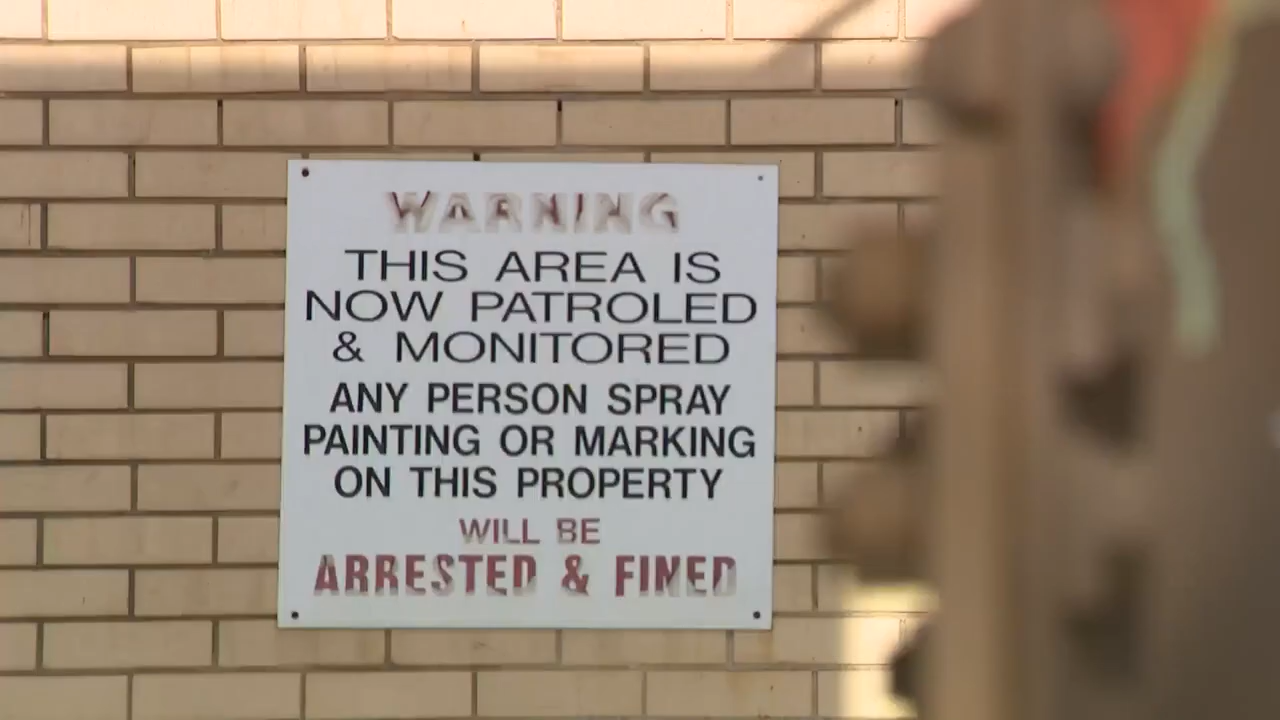 WARNING
THIS AREA IS
NOW PATROLED
& MONITORED
ANY PERSON SPRAY
PAINTING OR MARKING
ON THIS PROPERTY
WILL BE
ARRESTED & FINED